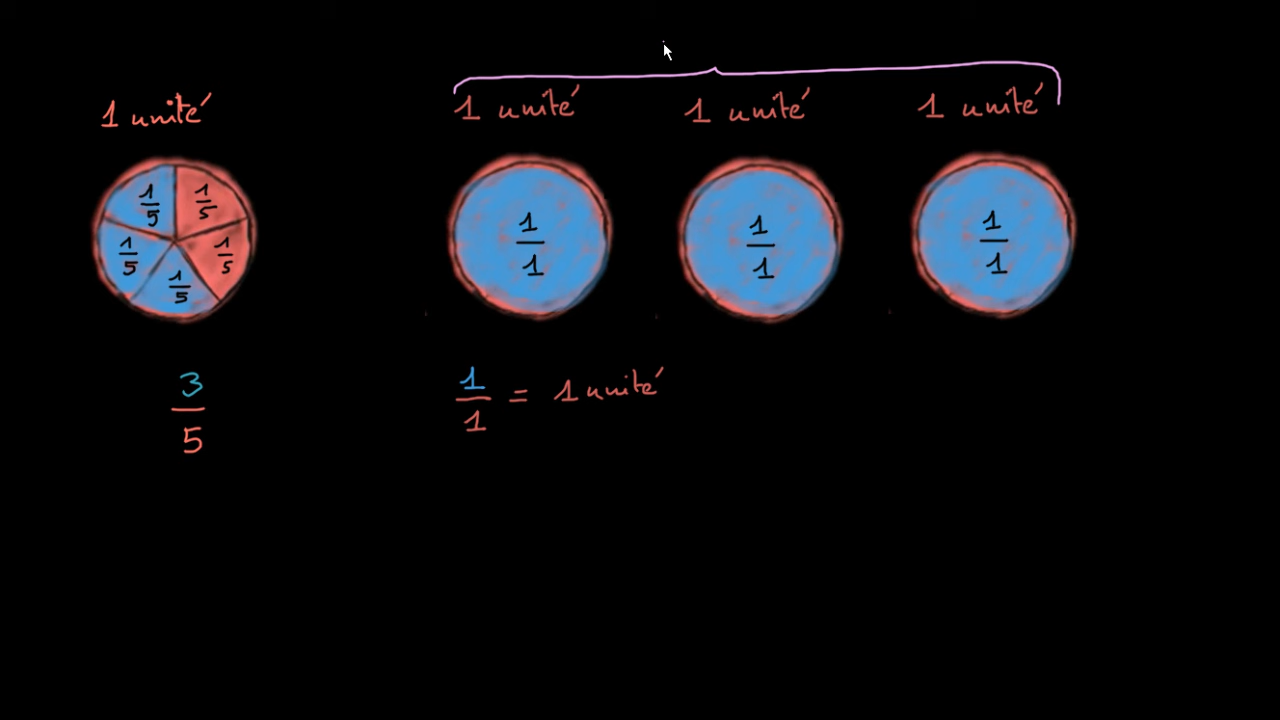 1 unité
1 unité 1 unité 1 unité
1/5 1/5
1/5 1/5
1/5
1/1 1/1 1/1
3/5
1/1 = 1 unité